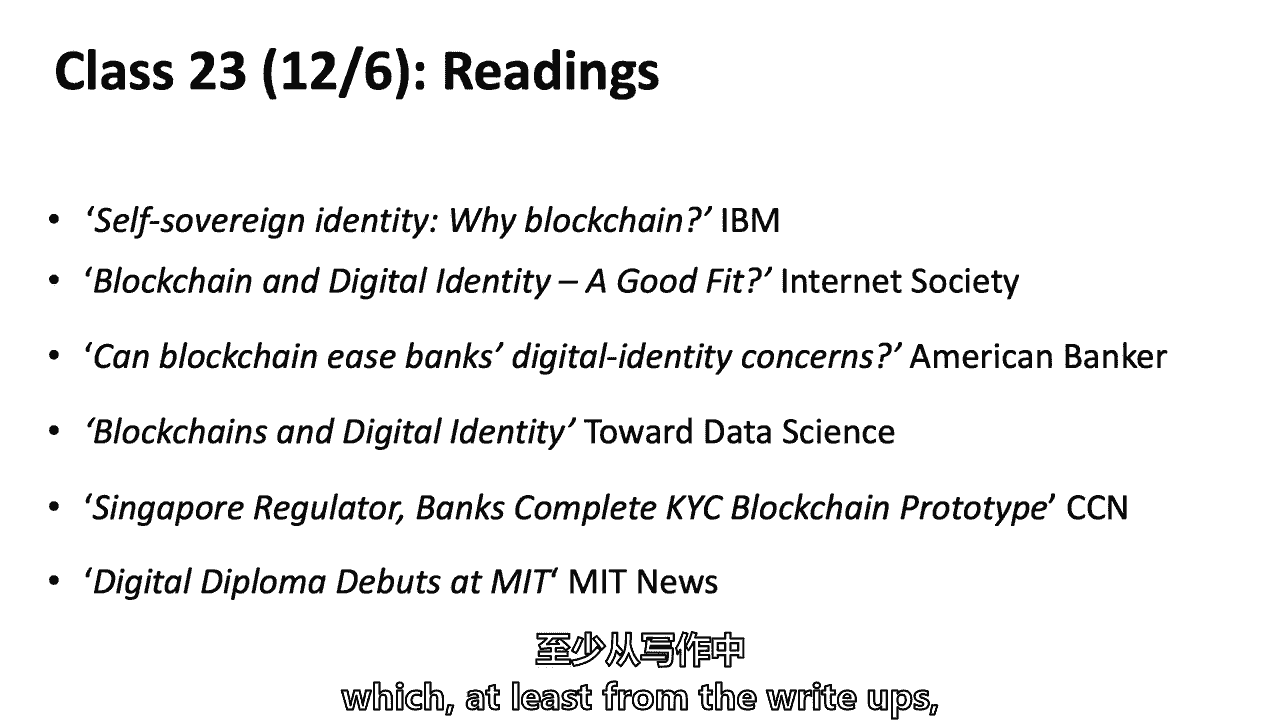 Class 23 (12/6): Readings
• ‘Self-sovereign identity: Why blockchain?’ IBM
• ‘Blockchain and Digital Identity – A Good Fit?’ Internet Society
• ‘Can blockchain ease banks’ digital-identity concerns?’ American Banker
• ‘Blockchains and Digital Identity’ Toward Data Science
• ‘Singapore Regulator, Banks Complete KYC Blockchain Prototype’ CCN
• ‘Digital Diploma Debuts at MIT‘ MIT News
至少从写作中
which, at least from the write ups,